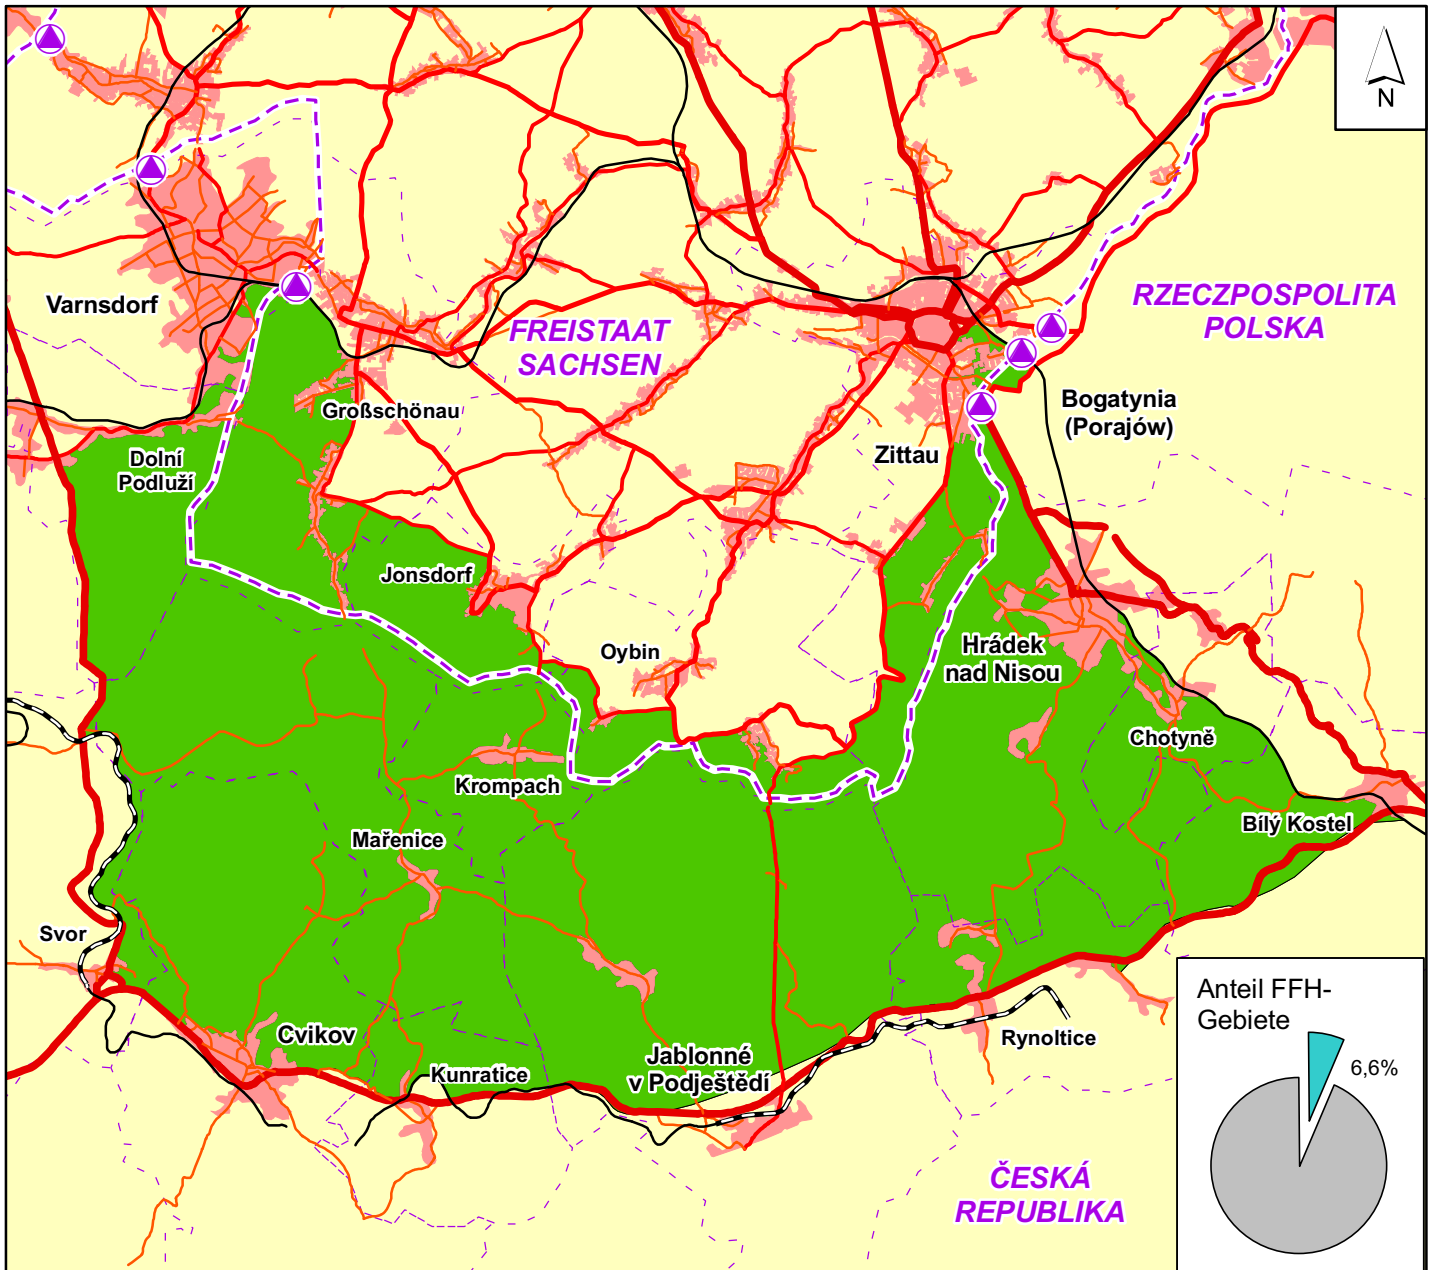 N
Varnsdorf
RZECZPOSPOLITA
POLSKA
FREISTAAT
SACHSEN
Großschönau
Bogatynia
(Porajów)
Zittau
Dolní
Podluží
Jonsdorf
Oybin
Hrádek
nad Nisou
Chotyně
Krompach
Bílý Kostel
Mařenice
Svor
Cvikov
Rynoltice
Jablonné
v Podještědí
Kunratice
ČESKÁ
REPUBLIKA
Anteil FFH-
Gebiete
6,6%